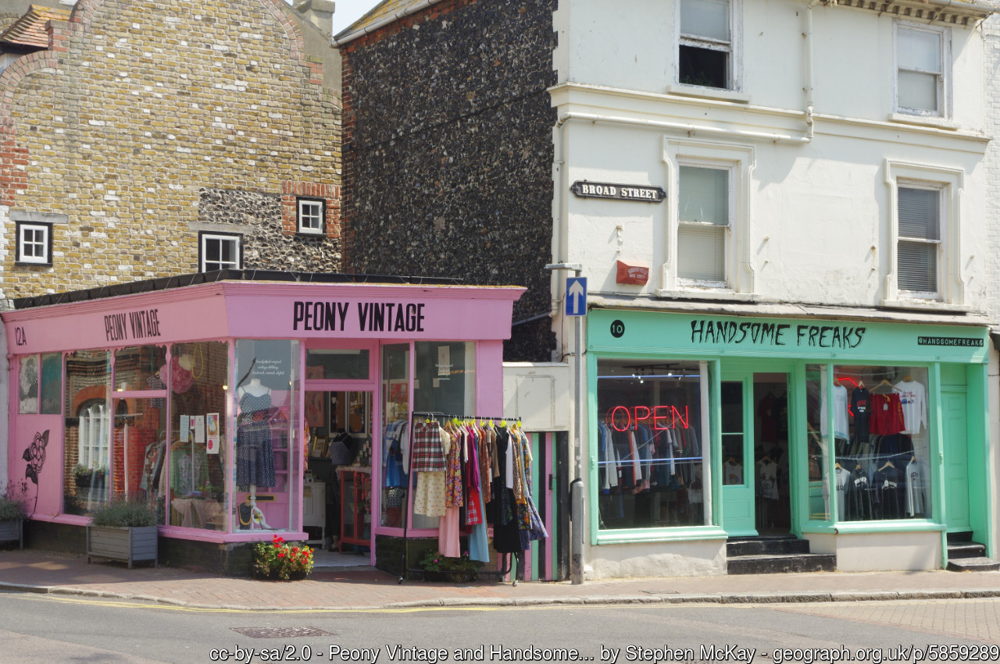 BROAD STREET
12A
PEONY VINTAGE
PEONY VINTAGE
10
HANDSOME FREAKS
@HANDSOMEFREAKS
OPEN
cc-by-sa/2.0 - Peony Vintage and Handsome... by Stephen McKay - geograph.org.uk/p/5859289